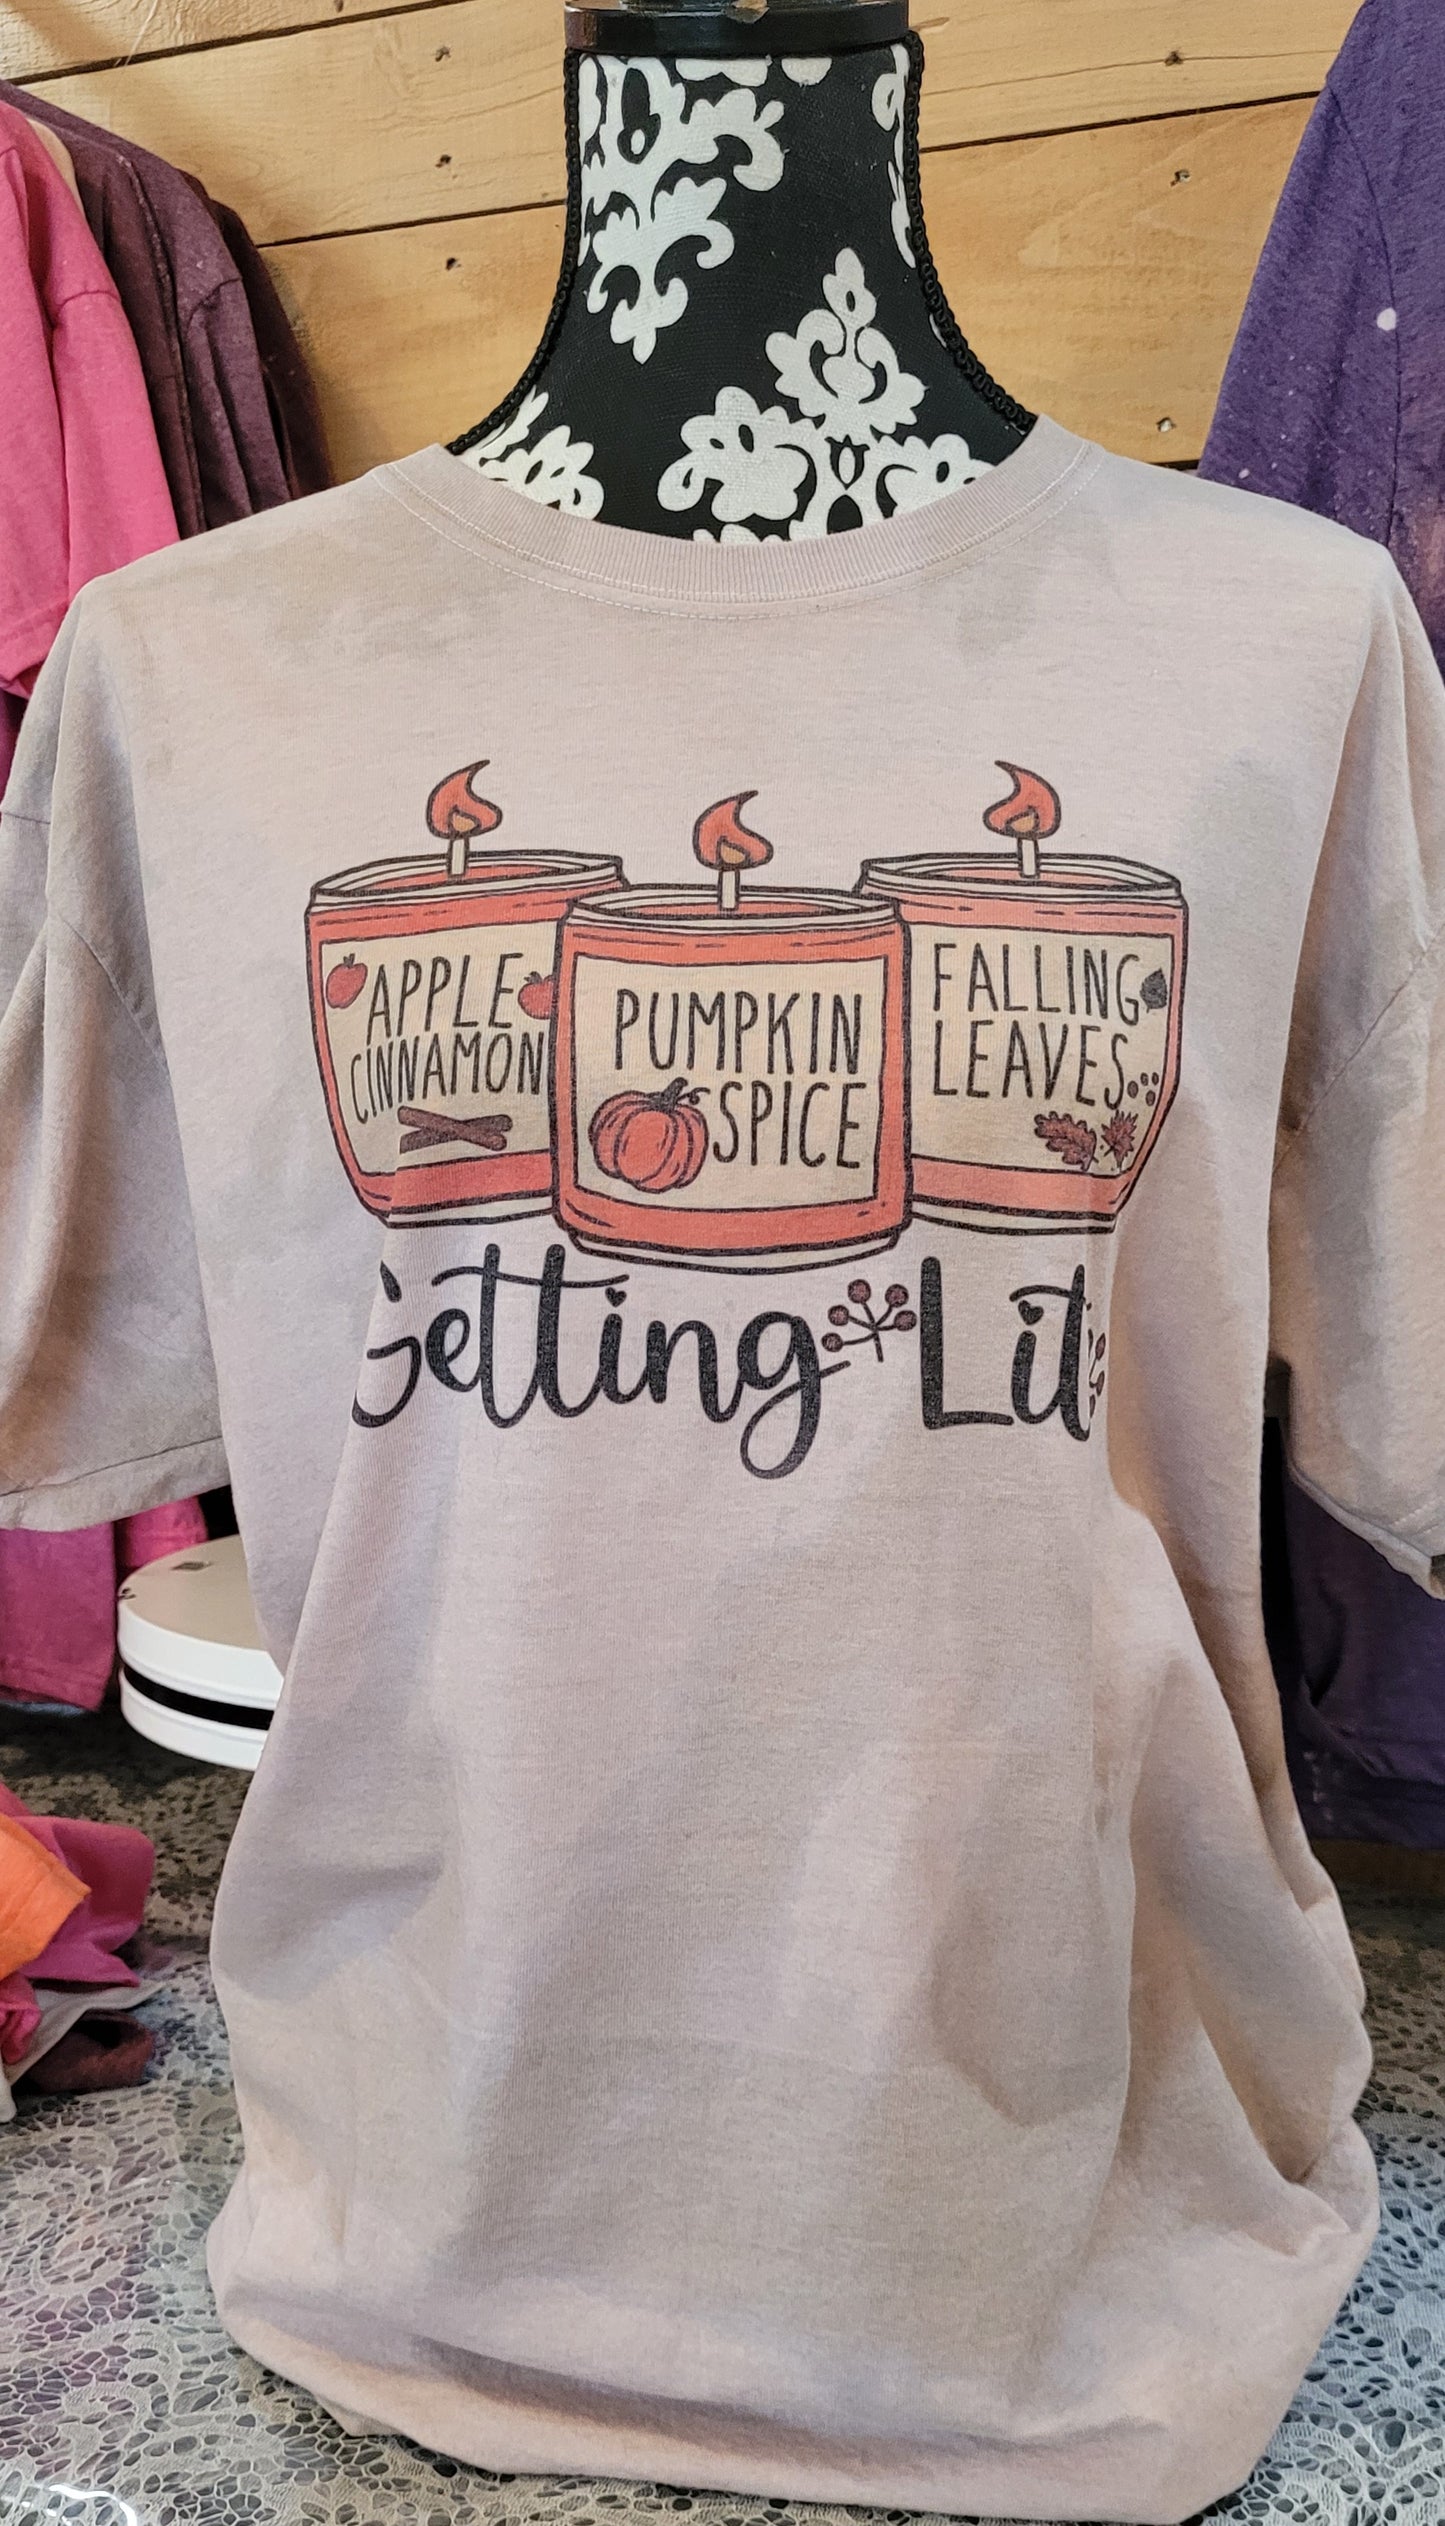 APPLE
CINNAMON
PUMPKIN
SPICE
FALLING
LEAVES
Getting Lit